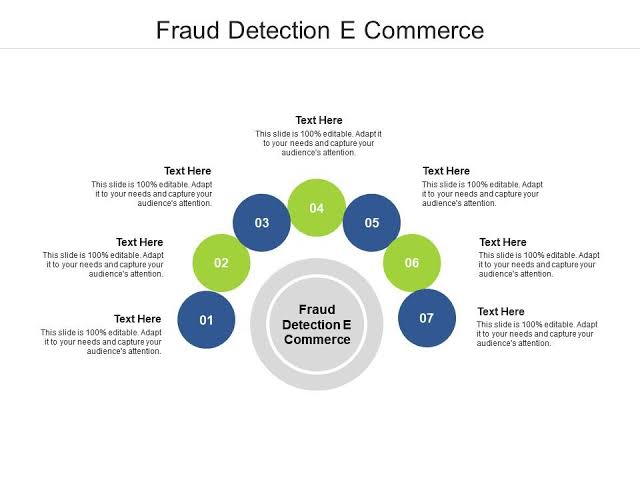 Fraud Detection E Commerce
Text Here
This slide is 100% editable. Adapt it
to your needs and capture your
audience's attention.
Text Here
This slide is 100% editable. Adapt
it to your needs and capture your
audience's attention.
Text Here
This slide is 100% editable. Adapt
it to your needs and capture your
audience's attention.
03
04
05
Text Here
This slide is 100% editable. Adapt
it to your needs and capture your
audience's attention.
02
06
Text Here
This slide is 100% editable. Adapt
it to your needs and capture your
audience's attention.
Text Here
This slide is 100% editable. Adapt
it to your needs and capture your
audience's attention.
01
Fraud
Detection E
Commerce
07
Text Here
This slide is 100% editable. Adapt
it to your needs and capture your
audience's attention.